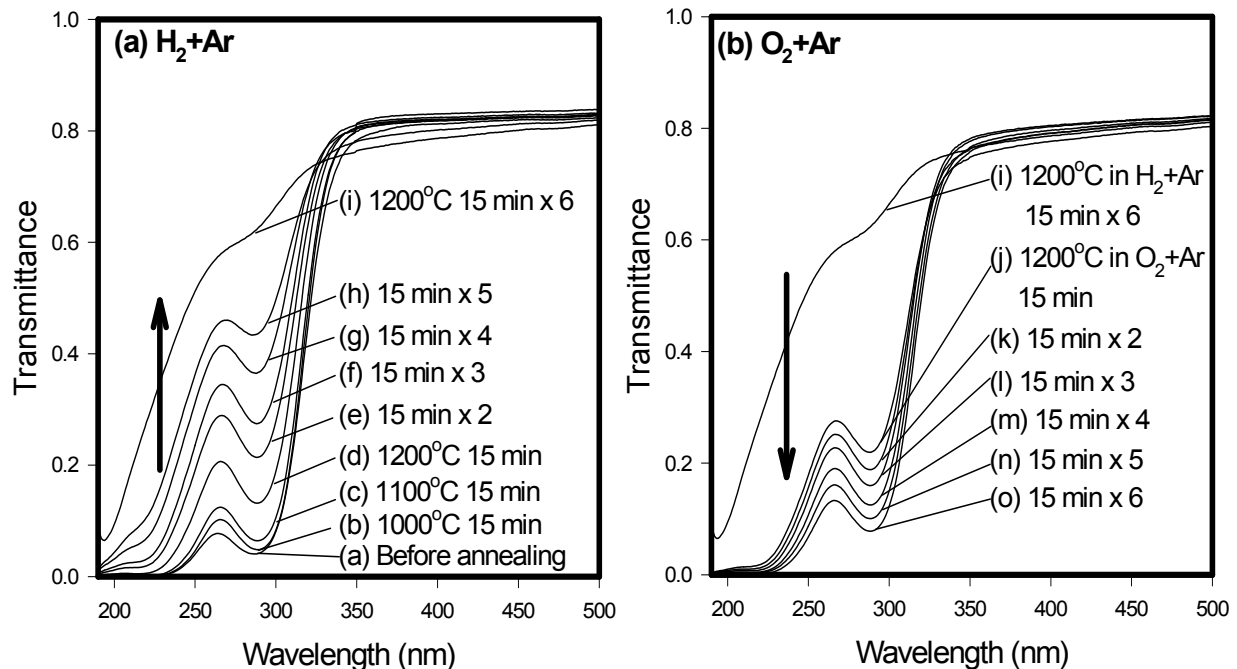 (a) H₂+Ar
Transmittance
1.0
0.8
0.6
0.4
0.2
0.0
(i) 1200°C 15 min x 6
(h) 15 min x 5
(g) 15 min x 4
(f) 15 min x 3
(e) 15 min x 2
(d) 1200°C 15 min
(c) 1100°C 15 min
(b) 1000°C 15 min
(a) Before annealing
200 250 300 350 400 450 500
Wavelength (nm)
(b) O₂+Ar
Transmittance
1.0
0.8
0.6
0.4
0.2
0.0
(i) 1200°C in H₂+Ar
15 min x 6
(j) 1200°C in O₂+Ar
15 min
(k) 15 min x 2
(l) 15 min x 3
(m) 15 min x 4
(n) 15 min x 5
(o) 15 min x 6
200 250 300 350 400 450 500
Wavelength (nm)